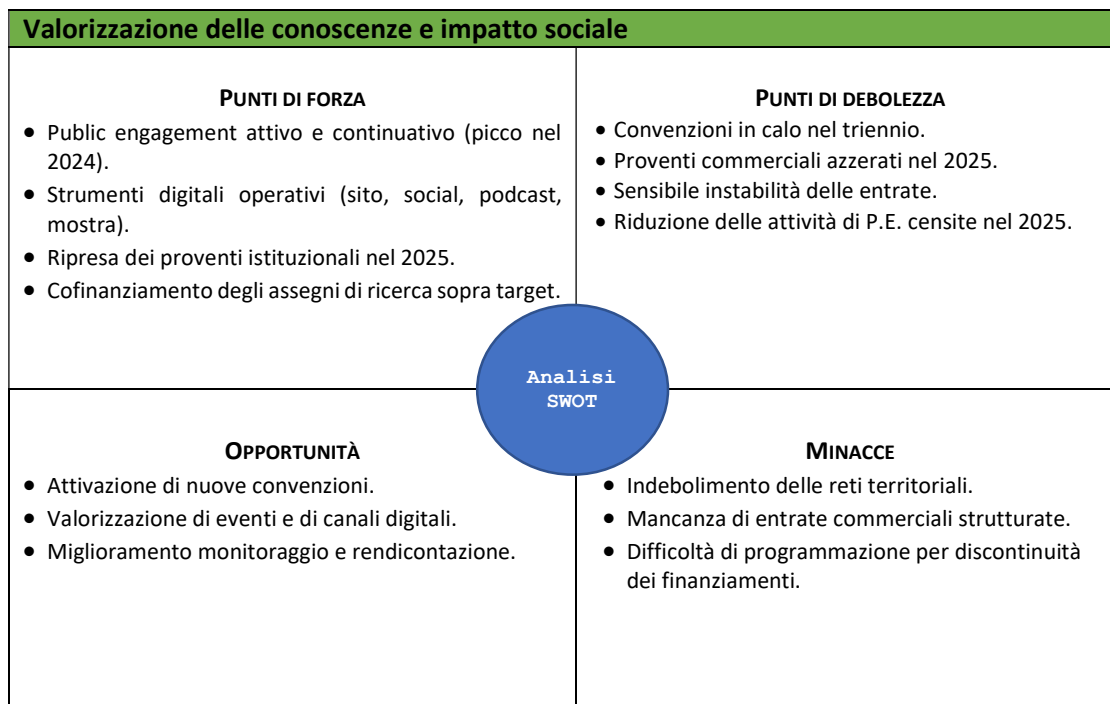 Valorizzazione delle conoscenze e impatto sociale
PUNTI DI FORZA
• Public engagement attivo e continuativo (picco nel
2024).
• Strumenti digitali operativi (sito, social, podcast,
mostra).
• Ripresa dei proventi istituzionali nel 2025.
• Cofinanziamento degli assegni di ricerca sopra target.
PUNTI DI DEBOLEZZA
• Convenzioni in calo nel triennio.
• Proventi commerciali azzerati nel 2025.
• Sensibile instabilità delle entrate.
• Riduzione delle attività di P.E. censite nel 2025.
Analisi
SWOT
OPPORTUNITÀ
• Attivazione di nuove convenzioni.
• Valorizzazione di eventi e di canali digitali.
• Miglioramento monitoraggio e rendicontazione.
MINACCE
• Indebolimento delle reti territoriali.
• Mancanza di entrate commerciali strutturate.
• Difficoltà di programmazione per discontinuità
dei finanziamenti.